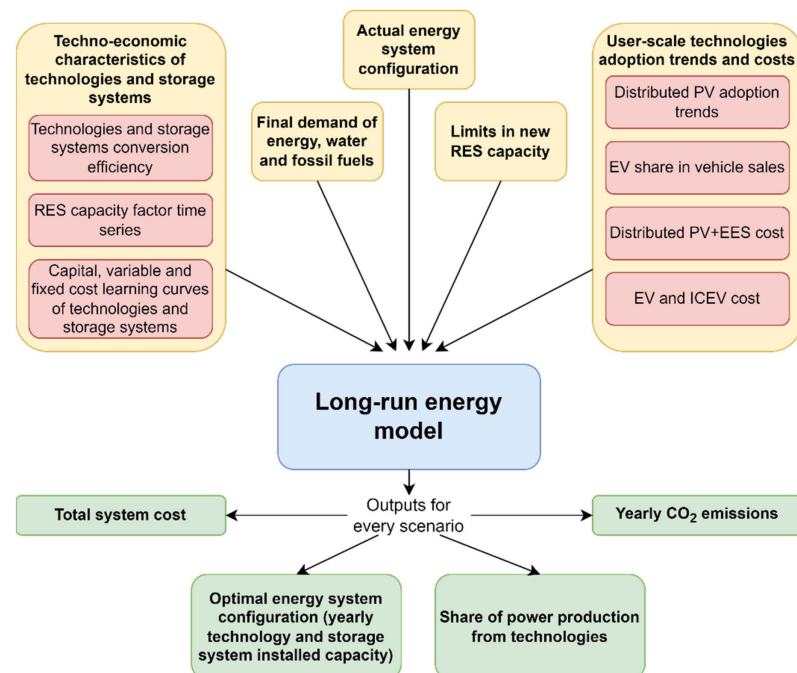 Techno-economic
characteristics of
technologies and storage
systems
Technologies and storage
systems conversion
efficiency
RES capacity factor time
series
Capital, variable and
fixed cost learning curves
of technologies and
storage systems
Final demand of
energy, water
and fossil fuels
Actual energy
system
configuration
Limits in new
RES capacity
User-scale technologies
adoption trends and costs
Distributed PV adoption
trends
EV share in vehicle sales
Distributed PV+EES cost
EV and ICEV cost
Long-run energy
model
Outputs for
every scenario
Total system cost
Yearly CO₂ emissions
Optimal energy system
configuration (yearly
technology and storage
system installed capacity)
Share of power production
from technologies